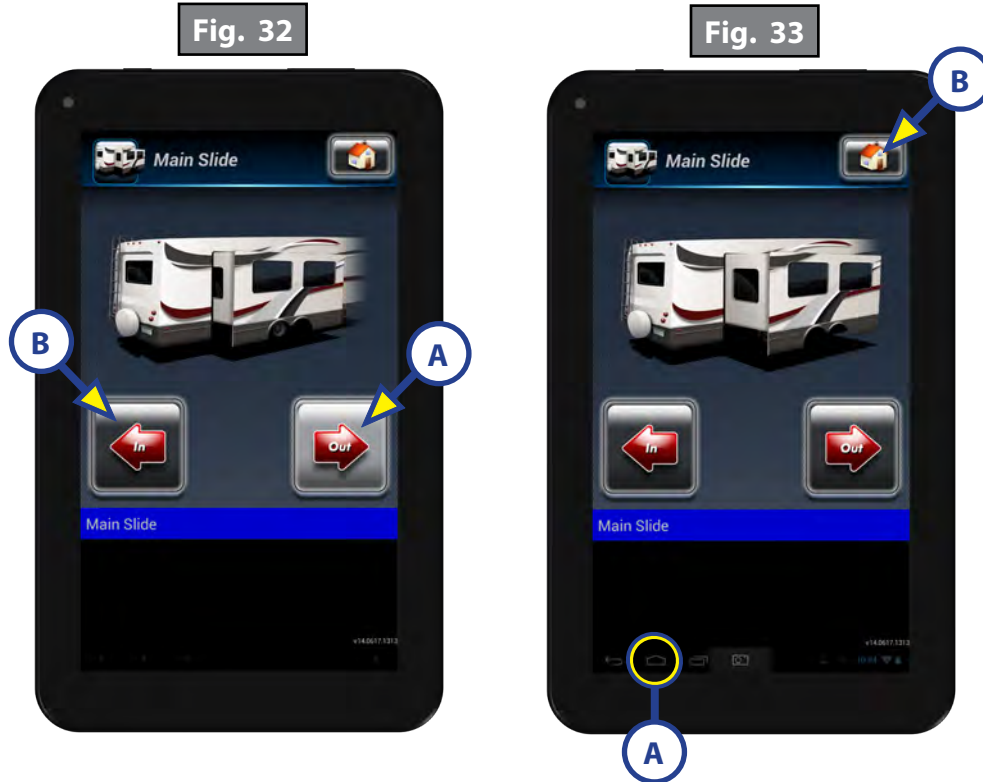 Fig. 32
Main Slide
B
A
In
Out
Main Slide
v14.0617.1313
Fig. 33
B
Main Slide
In
Out
Main Slide
v14.0617.1313
A